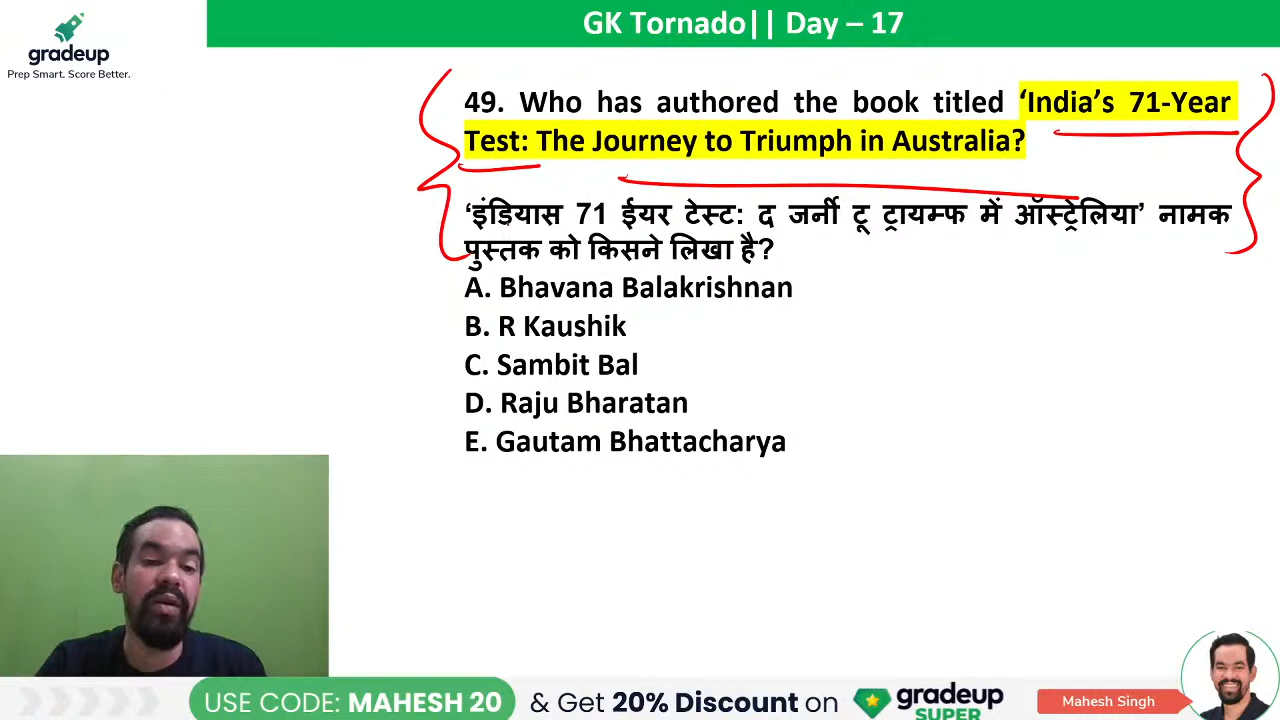 GK Tornado|| Day – 17
gradeup
Prep Smart. Score Better.
49. Who has authored the book titled ‘India’s 71-Year
Test: The Journey to Triumph in Australia?
‘इंडियास 71 ईयर टेस्ट: द जर्नी टू ट्रायम्फ में ऑस्ट्रेलिया’ नामक
पुस्तक को किसने लिखा है?
A. Bhavana Balakrishnan
B. R Kaushik
C. Sambit Bal
D. Raju Bharatan
E. Gautam Bhattacharya
USE CODE: MAHESH 20 & Get 20% Discount on gradeup
SUPER
Mahesh Singh